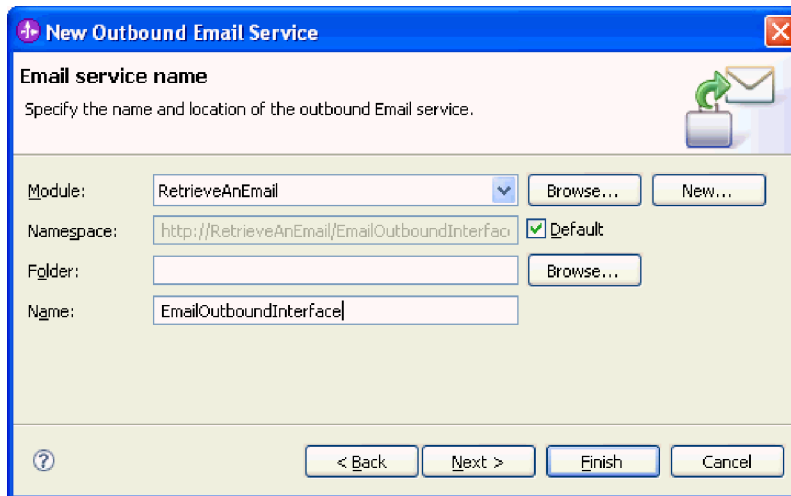 New Outbound Email Service
Email service name
Specify the name and location of the outbound Email service.
Module: RetrieveAnEmail Browse... New...
Namespace: http://RetrieveAnEmail/EmailOutboundInterfac Default
Folder: Browse...
Name: EmailOutboundInterface
< Back Next > Finish Cancel